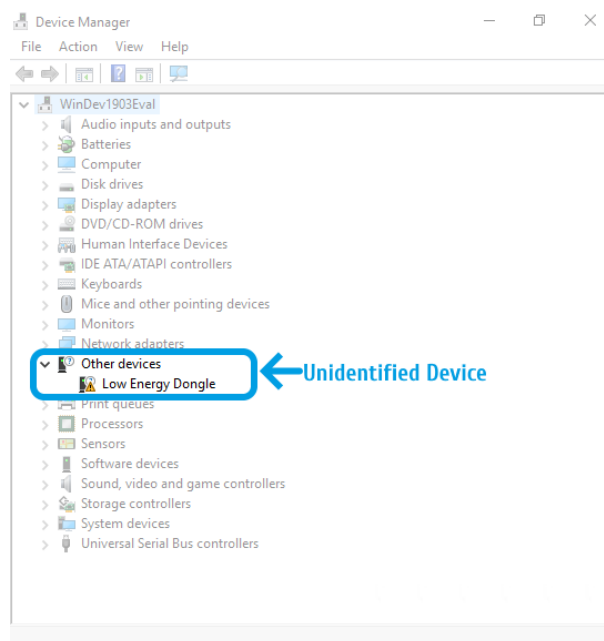 Device Manager
File Action View Help
WinDev1903Eval
Audio inputs and outputs
Batteries
Computer
Disk drives
Display adapters
DVD/CD-ROM drives
Human Interface Devices
IDE ATA/ATAPI controllers
Keyboards
Mice and other pointing devices
Monitors
Network adapters
Other devices
Low Energy Dongle
Unidentified Device
Print queues
Processors
Sensors
Software devices
Sound, video and game controllers
Storage controllers
System devices
Universal Serial Bus controllers